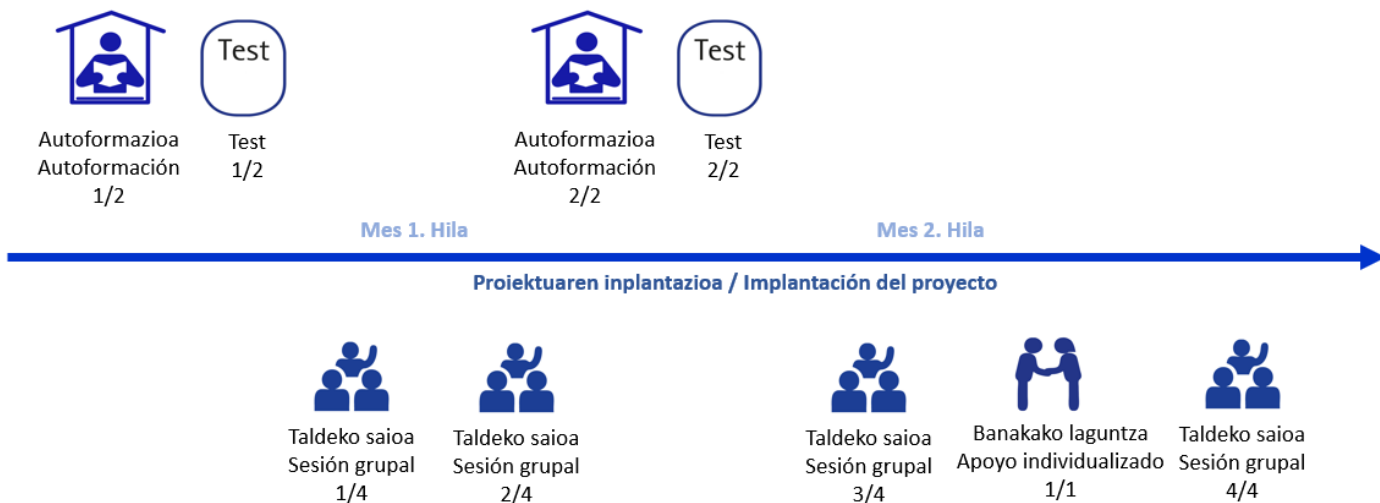 Test
Test
Autoformazioa
Autoformación
1/2
Test
1/2
Autoformazioa
Autoformación
2/2
Test
2/2
Mes 1. Hila
Mes 2. Hila
Proiektuaren inplantazioa / Implantación del proyecto
Taldeko saioa
Sesión grupal
1/4
Taldeko saioa
Sesión grupal
2/4
Taldeko saioa
Sesión grupal
3/4
Banakako laguntza
Apoyo individualizado
1/1
Taldeko saioa
Sesión grupal
4/4